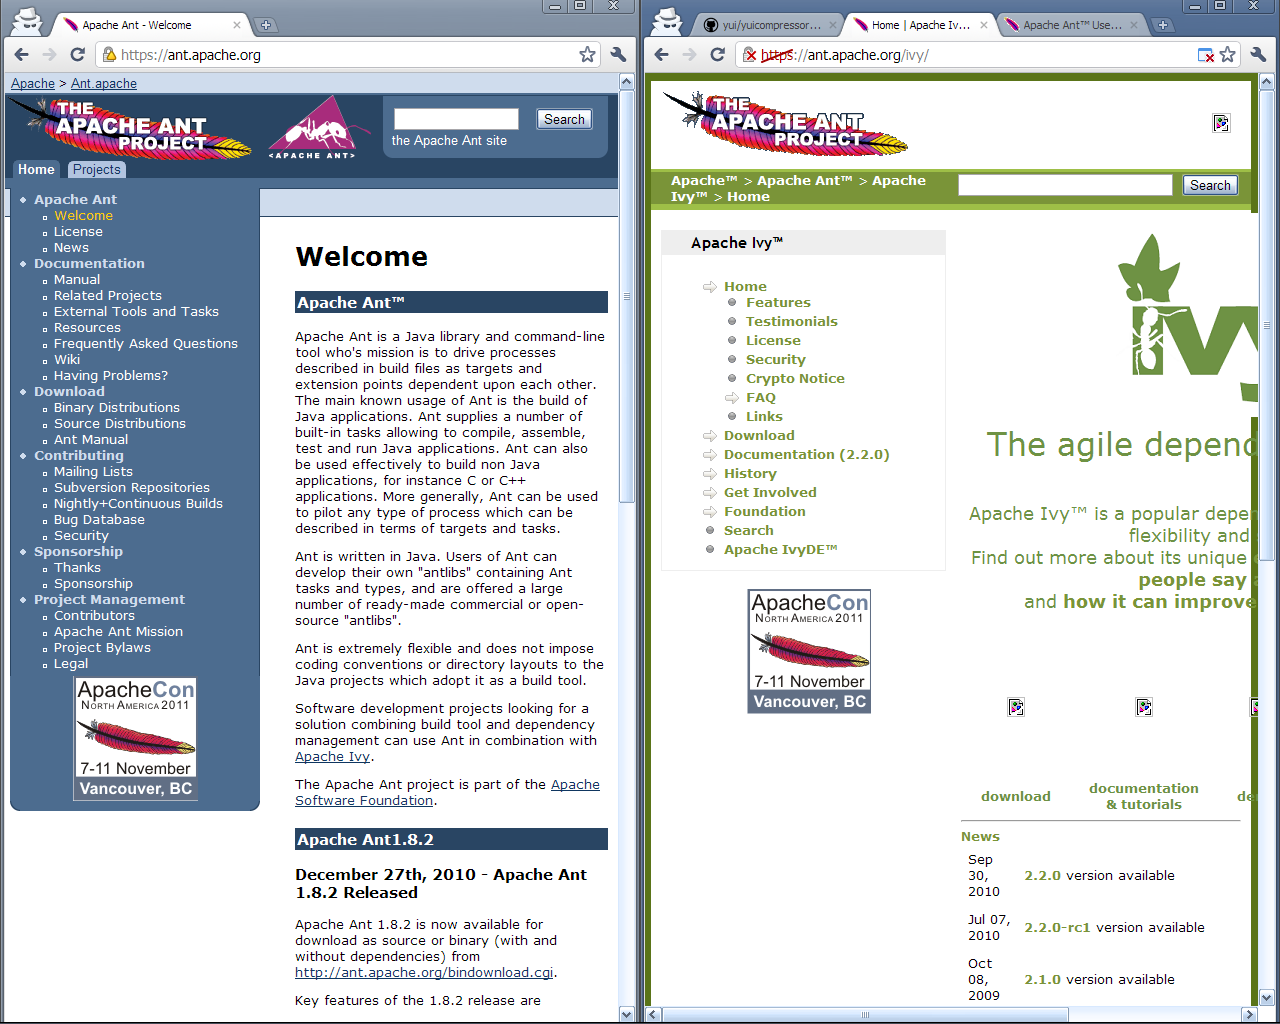 Apache Ant - Welcome
https://ant.apache.org
Apache > Ant.apache
THE
APACHE ANT
PROJECT
<APACHE ANT>
Search
the Apache Ant site
Home
Projects
Apache Ant
Welcome
License
News
Documentation
Manual
Related Projects
External Tools and Tasks
Resources
Frequently Asked Questions
Wiki
Having Problems?
Download
Binary Distributions
Source Distributions
Ant Manual
Contributing
Mailing Lists
Subversion Repositories
Nightly+Continuous Builds
Bug Database
Security
Sponsorship
Thanks
Sponsorship
Project Management
Contributors
Apache Ant Mission
Project Bylaws
Legal
ApacheCon
NORTH AMERICA 2011
7-11 November
Vancouver, BC
Welcome
Apache Ant™
Apache Ant is a Java library and command-line
tool who's mission is to drive processes
described in build files as targets and
extension points dependent upon each other.
The main known usage of Ant is the build of
Java applications. Ant supplies a number of
built-in tasks allowing to compile, assemble,
test and run Java applications. Ant can also
be used effectively to build non Java
applications, for instance C or C++
applications. More generally, Ant can be used
to pilot any type of process which can be
described in terms of targets and tasks.
Ant is written in Java. Users of Ant can
develop their own "antlibs" containing Ant
tasks and types, and are offered a large
number of ready-made commercial or open-
source "antlibs".
Ant is extremely flexible and does not impose
coding conventions or directory layouts to the
Java projects which adopt it as a build tool.
Software development projects looking for a
solution combining build tool and dependency
management can use Ant in combination with
Apache Ivy.
The Apache Ant project is part of the Apache
Software Foundation.
Apache Ant1.8.2
December 27th, 2010 - Apache Ant
1.8.2 Released
Apache Ant 1.8.2 is now available for
download as source or binary (with and
without dependencies) from
http://ant.apache.org/bindownload.cgi.
Key features of the 1.8.2 release are
yui/yuicompressor...
Home | Apache Iv...
Apache Ant™ Use...
https://ant.apache.org/ivy/
THE
APACHE ANT
PROJECT
Apache™ > Apache Ant™ > Apache
Ivy™ > Home
Search
Apache Ivy™
Home
Features
Testimonials
License
Security
Crypto Notice
FAQ
Links
Download
Documentation (2.2.0)
History
Get Involved
Foundation
Search
Apache IvyDE™
ApacheCon
NORTH AMERICA 2011
7-11 November
Vancouver, BC
ivy
The agile depend
Apache Ivy™ is a popular depen
flexibility and
Find out more about its unique
people say a
and how it can improve
download
documentation
& tutorials
de
News
Sep
30,
2010
2.2.0 version available
Jul 07,
2010
2.2.0-rc1 version available
Oct
08,
2009
2.1.0 version available